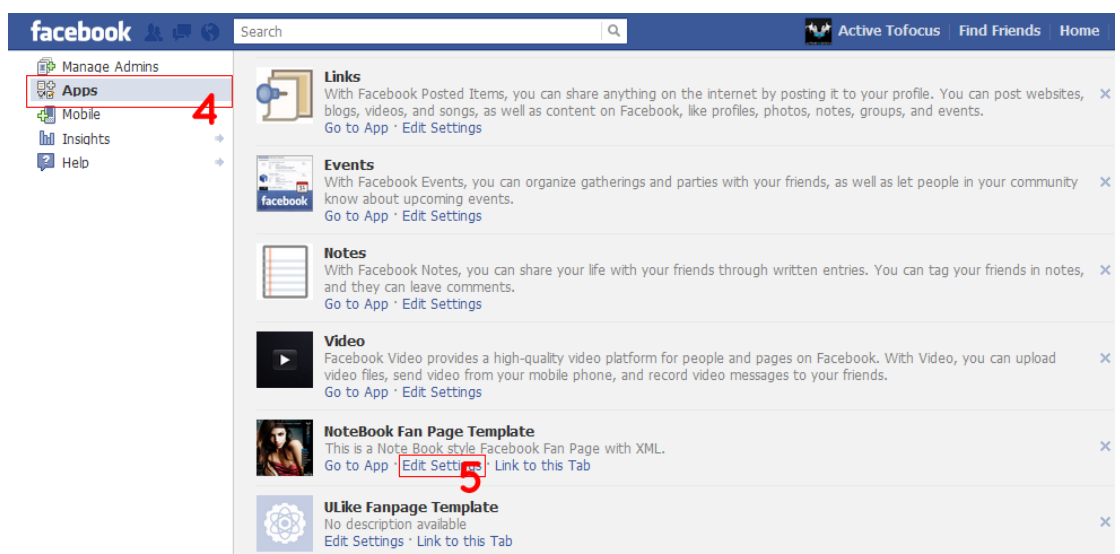 facebook
Search
Active Tofocus
Find Friends
Home
Manage Admins
Apps
4
Mobile
Insights
Help
Links
With Facebook Posted Items, you can share anything on the internet by posting it to your profile. You can post websites,
blogs, videos, and songs, as well as content on Facebook, like profiles, photos, notes, groups, and events.
Go to App · Edit Settings
Events
With Facebook Events, you can organize gatherings and parties with your friends, as well as let people in your community
know about upcoming events.
Go to App · Edit Settings
facebook
Notes
With Facebook Notes, you can share your life with your friends through written entries. You can tag your friends in notes,
and they can leave comments.
Go to App · Edit Settings
Video
Facebook Video provides a high-quality video platform for people and pages on Facebook. With Video, you can upload
video files, send video from your mobile phone, and record video messages to your friends.
Go to App · Edit Settings
NoteBook Fan Page Template
This is a Note Book style Facebook Fan Page with XML.
Go to App · Edit Settings · Link to this Tab
5
ULike Fanpage Template
No description available
Edit Settings · Link to this Tab